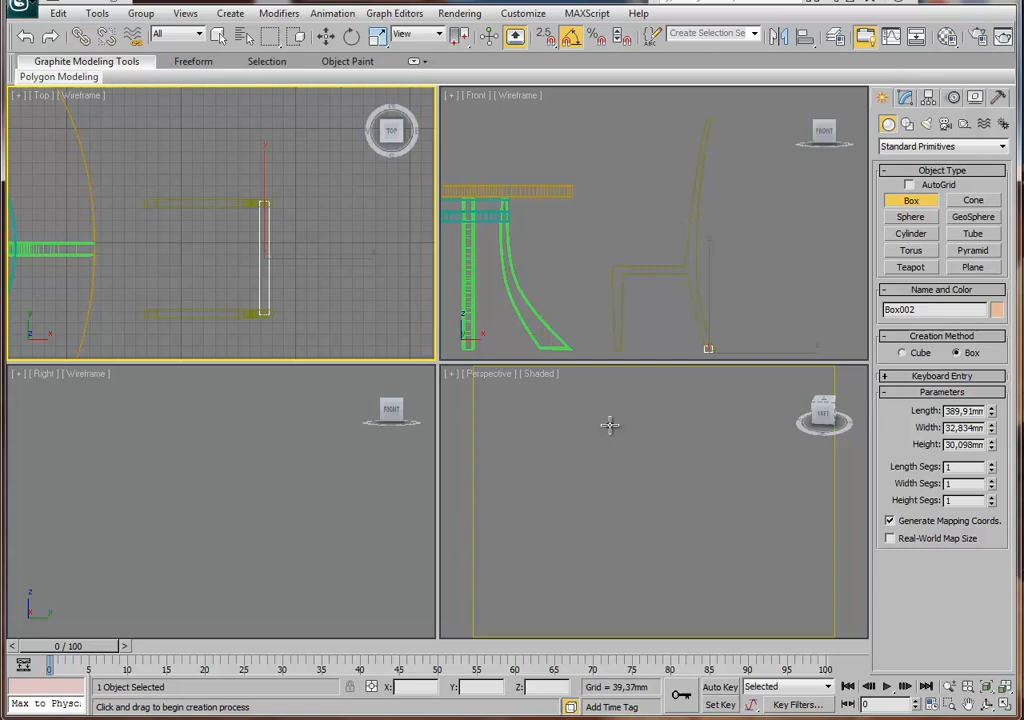 Edit Tools Group Views Create Modifiers Animation Graph Editors Rendering Customize MAXScript Help
All View 2.5 % ABC Create Selection Se
Graphite Modeling Tools Freeform Selection Object Paint
Polygon Modeling
[ + ] [ Top ] [ Wireframe ]
TOP
y
x
z
[ + ] [ Front ] [ Wireframe ]
FRONT
z
x
[ + ] [ Right ] [ Wireframe ]
RIGHT
z
x
y
[ + ] [ Perspective ] [ Shaded ]
LEFT
Standard Primitives
- Object Type
AutoGrid
Box Cone
Sphere GeoSphere
Cylinder Tube
Torus Pyramid
Teapot Plane
- Name and Color
Box002
- Creation Method
Cube Box
+ Keyboard Entry
- Parameters
Length: 389,91mm
Width: 32,834mm
Height: 30,098mm
Length Segs: 1
Width Segs: 1
Height Segs: 1
Generate Mapping Coords.
Real-World Map Size
< 0 / 100 >
0 5 10 15 20 25 30 35 40 45 50 55 60 65 70 75 80 85 90 95 100
1 Object Selected X: Y: Z: Grid = 39,37mm Auto Key Selected
Max to Physc Click and drag to begin creation process Add Time Tag Set Key Key Filters... 0